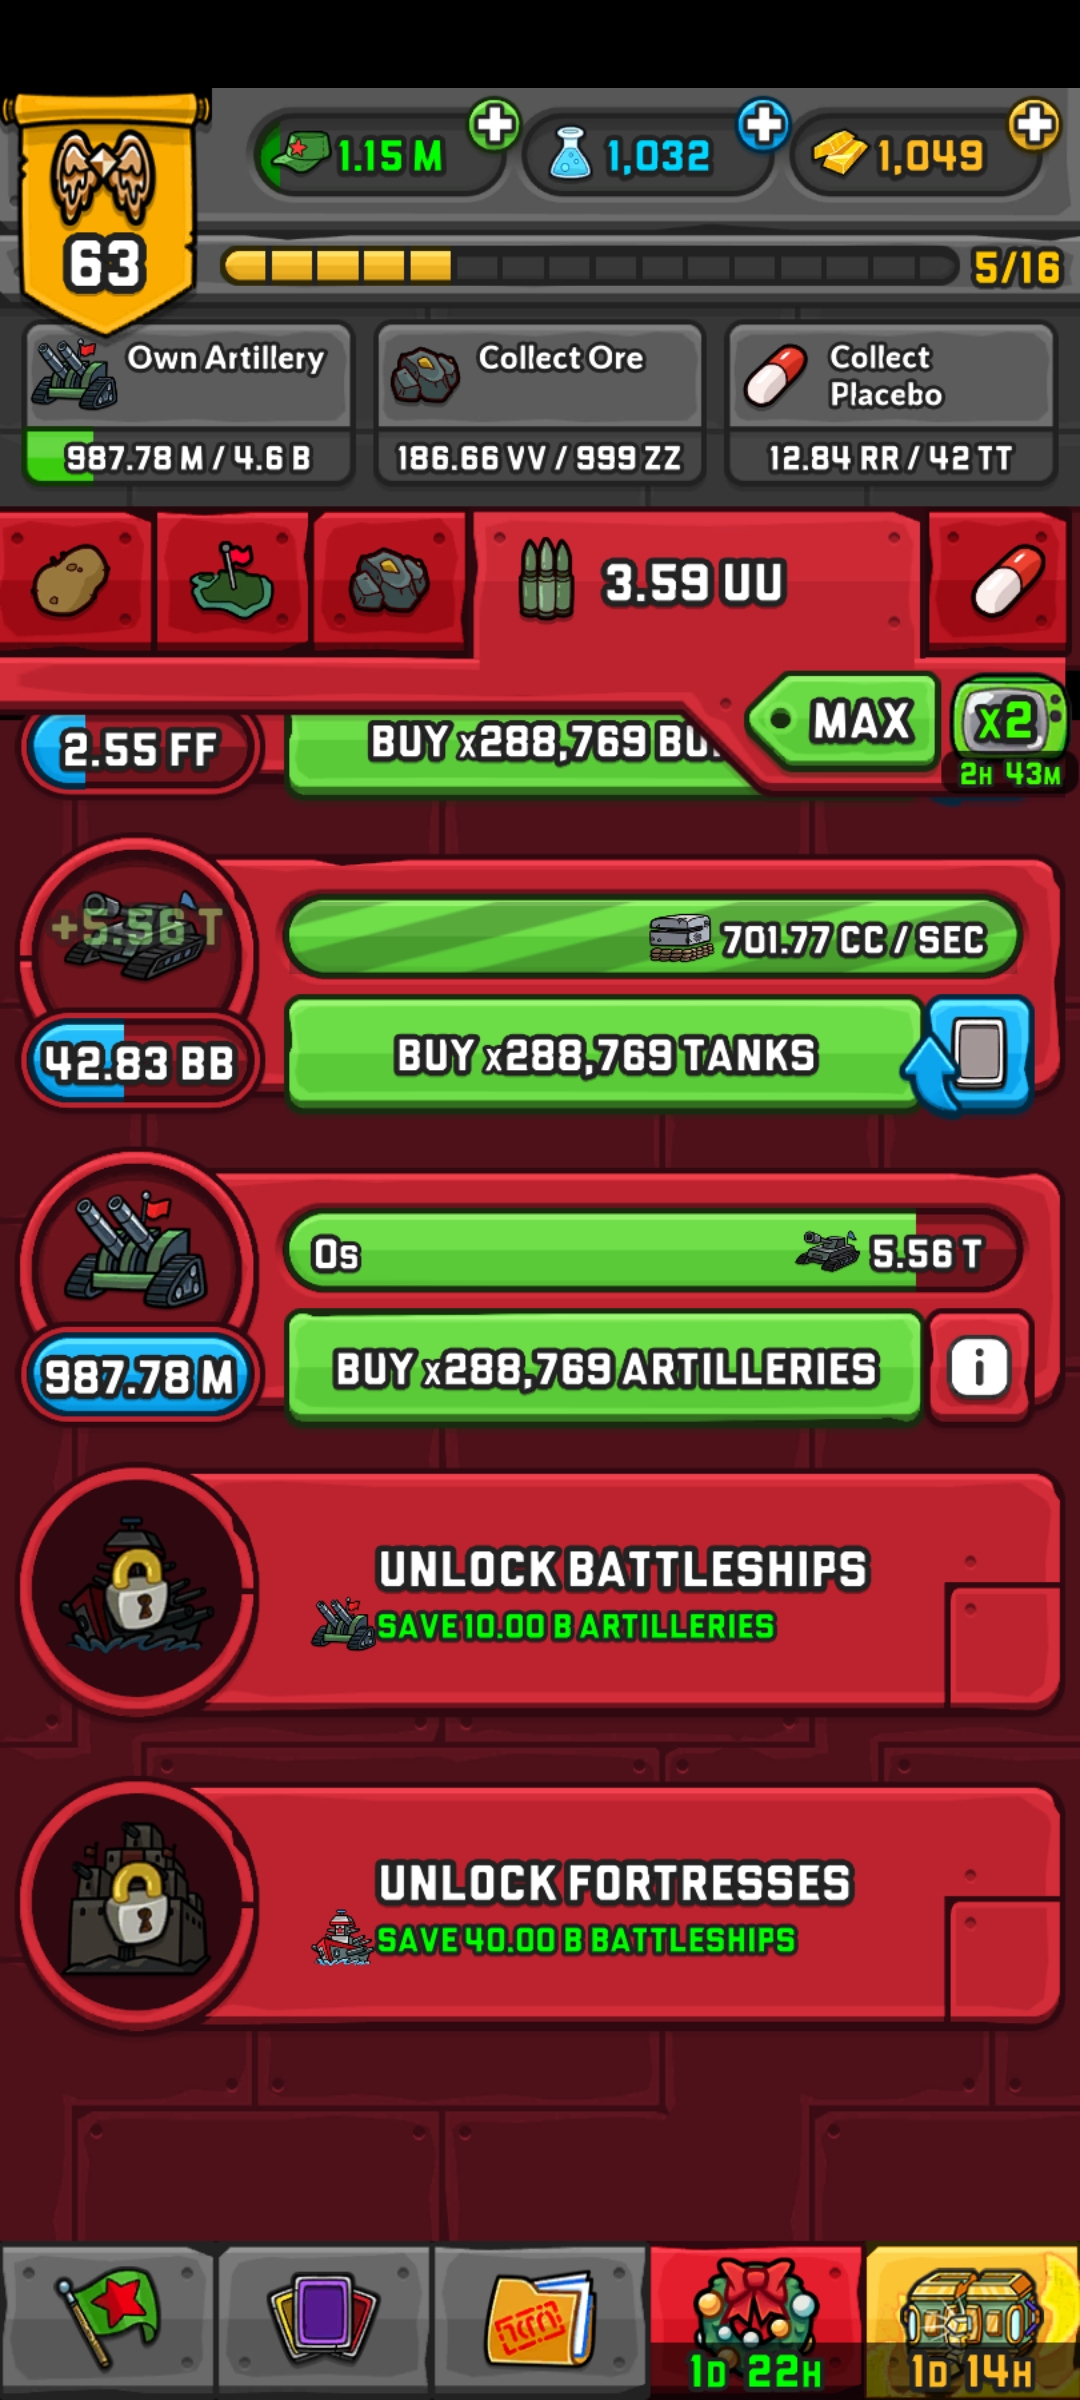 1.15 M
1,032
1,049
63
5/16
Own Artillery
987.78 M / 4.6 B
Collect Ore
186.66 VV / 999 ZZ
Collect
Placebo
12.84 RR / 42 TT
3.59 UU
MAX
x2
2H 43M
2.55 FF
BUY x288,769 BU
+5.56 T
701.77 CC / SEC
42.83 BB
BUY x288,769 TANKS
0s
5.56 T
987.78 M
BUY x288,769 ARTILLERIES
i
UNLOCK BATTLESHIPS
SAVE 10.00 B ARTILLERIES
UNLOCK FORTRESSES
SAVE 40.00 B BATTLESHIPS
1D 22H
1D 14H